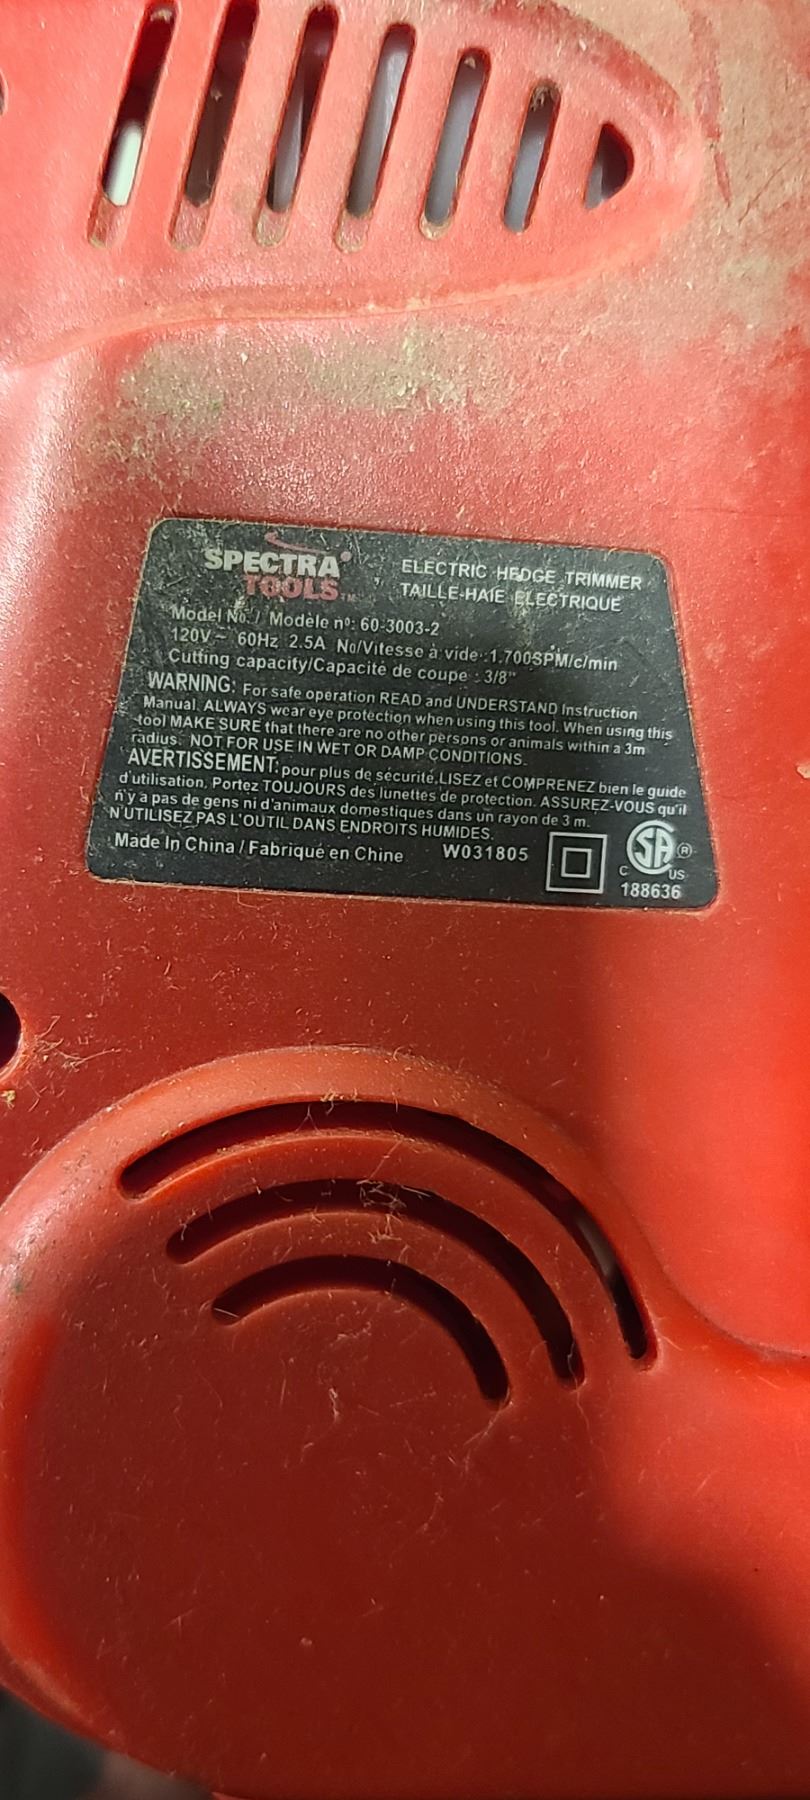 SPECTRA
TOOLS™
ELECTRIC HEDGE TRIMMER
TAILLE-HAIE ELECTRIQUE
Model No. / Modèle nº: 60-3003-2
120V~ 60Hz 2.5A No/Vitesse à vide :1.700SPM/c/min
Cutting capacity/Capacité de coupe : 3/8"
WARNING: For safe operation READ and UNDERSTAND Instruction
Manual. ALWAYS wear eye protection when using this tool. When using this
tool MAKE SURE that there are no other persons or animals within a 3m
radius. NOT FOR USE IN WET OR DAMP CONDITIONS.
AVERTISSEMENT: pour plus de sécurité,LISEZ et COMPRENEZ bien le guide
d'utilisation, Portez TOUJOURS des lunettes de protection. ASSUREZ-VOUS qu'il
n'y a pas de gens ni d'animaux domestiques dans un rayon de 3 m.
N'UTILISEZ PAS L'OUTIL DANS ENDROITS HUMIDES.
Made In China / Fabriqué en Chine W031805
C SA ® US
188636